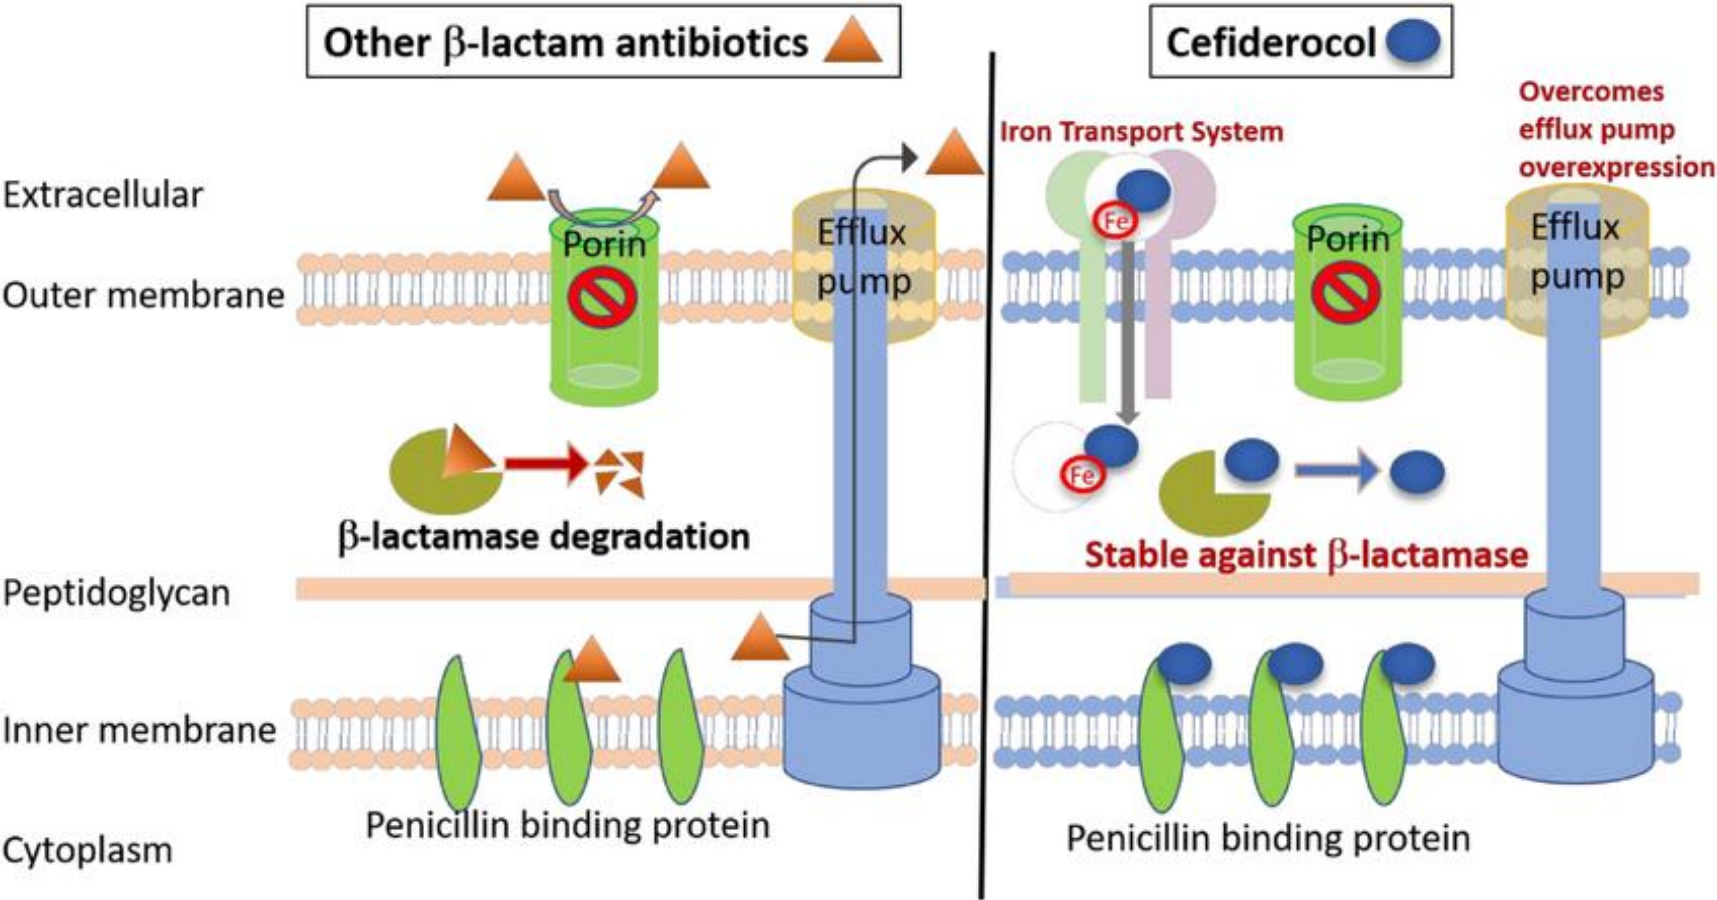 Other β-lactam antibiotics
Cefiderocol
Overcomes
efflux pump
overexpression
Iron Transport System
Extracellular
Outer membrane
Peptidoglycan
Inner membrane
Cytoplasm
Porin
Efflux
pump
β-lactamase degradation
Penicillin binding protein
Fe
Porin
Efflux
pump
Fe
Stable against β-lactamase
Penicillin binding protein